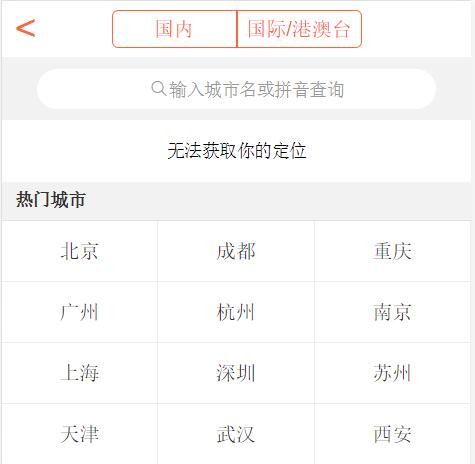 < 国内 国际/港澳台
输入城市名或拼音查询
无法获取你的定位
热门城市
北京 成都 重庆
广州 杭州 南京
上海 深圳 苏州
天津 武汉 西安